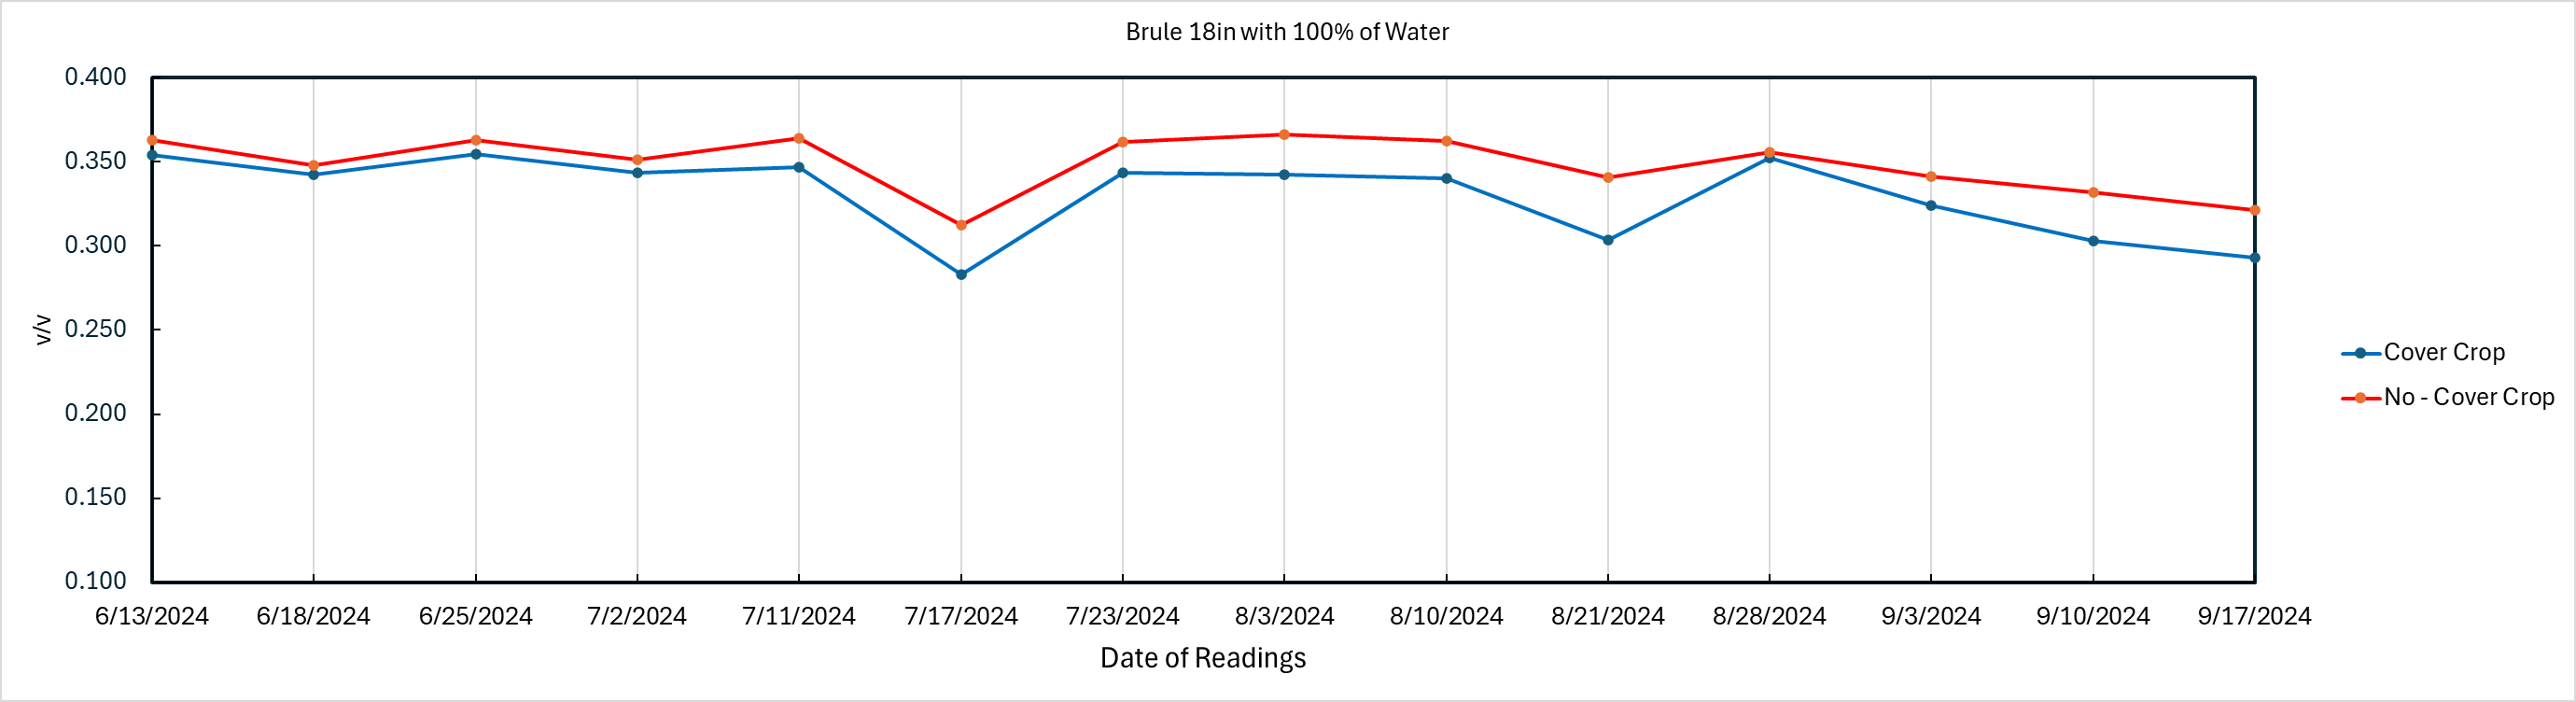 Brule 18in with 100% of Water
0.400
0.350
0.300
0.250
0.200
0.150
0.100
v/v
6/13/2024 6/18/2024 6/25/2024 7/2/2024 7/11/2024 7/17/2024 7/23/2024 8/3/2024 8/10/2024 8/21/2024 8/28/2024 9/3/2024 9/10/2024 9/17/2024
Date of Readings
Cover Crop
No - Cover Crop